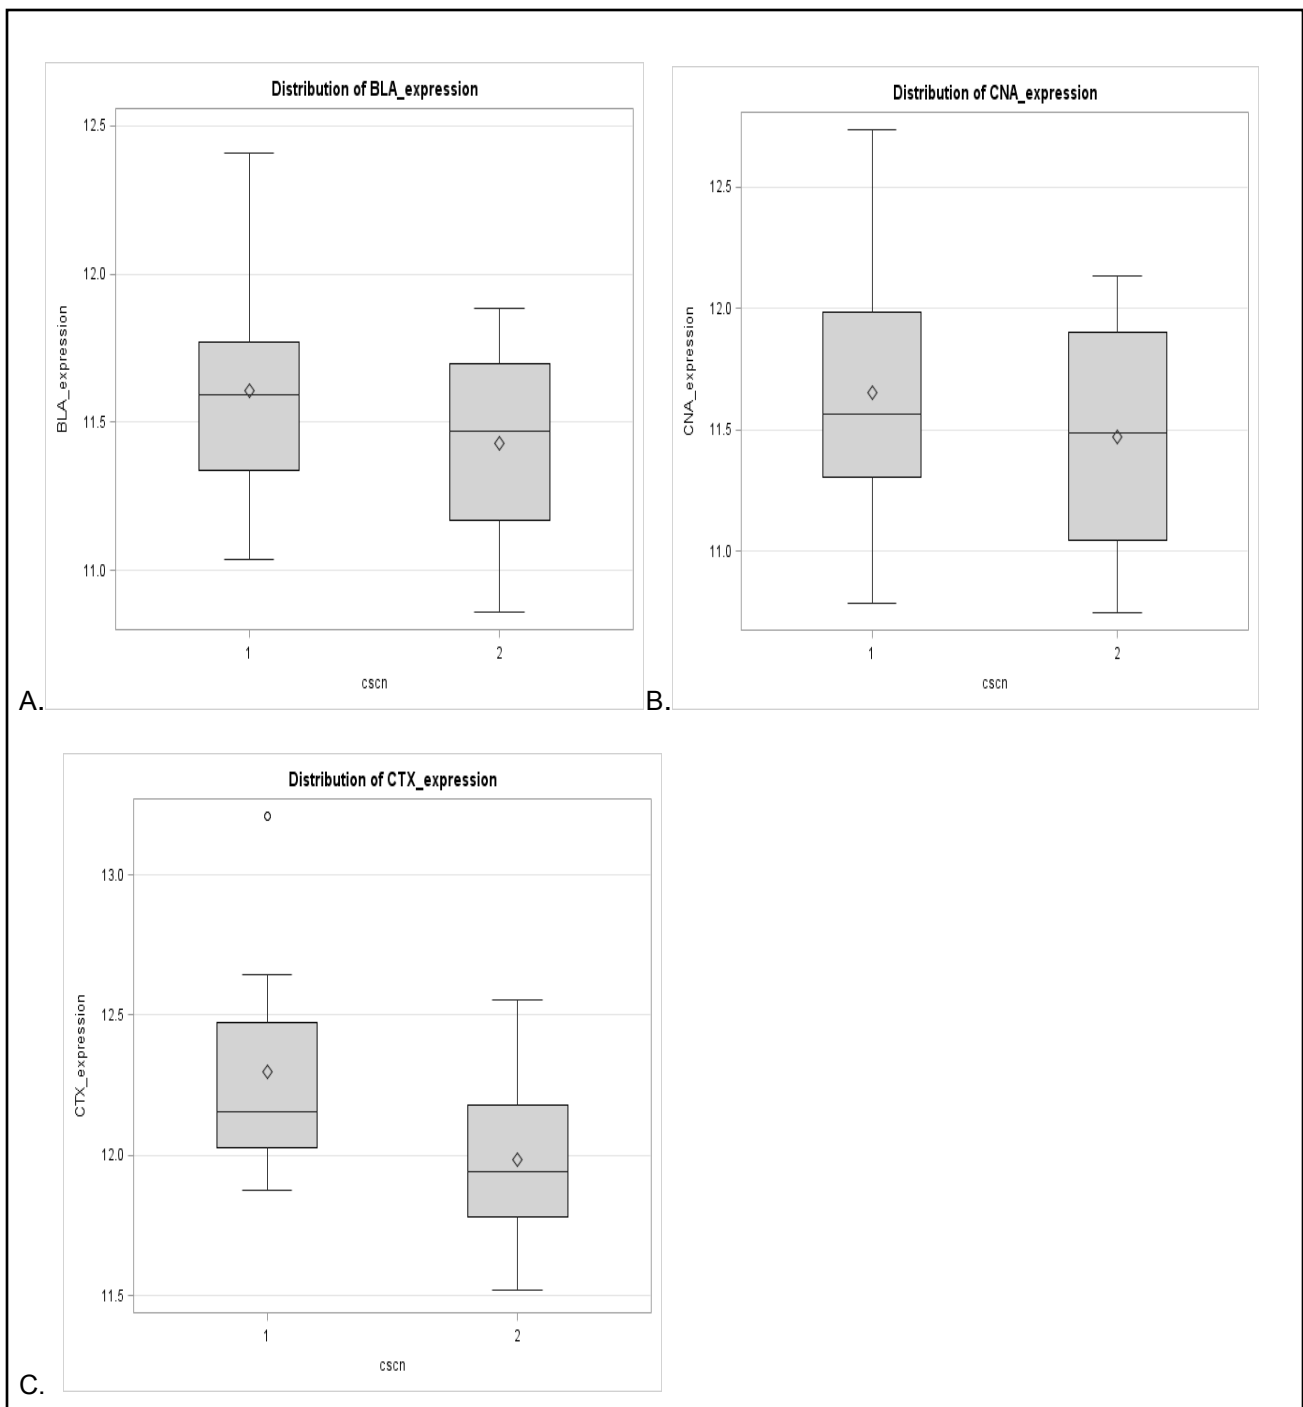 Distribution of BLA_expression
12.5
12.0
11.5
11.0
BLA_expression
1
2
cscn
A.
Distribution of CNA_expression
12.5
12.0
11.5
11.0
CNA_expression
1
2
cscn
B.
Distribution of CTX_expression
13.0
12.5
12.0
11.5
CTX_expression
1
2
cscn
C.